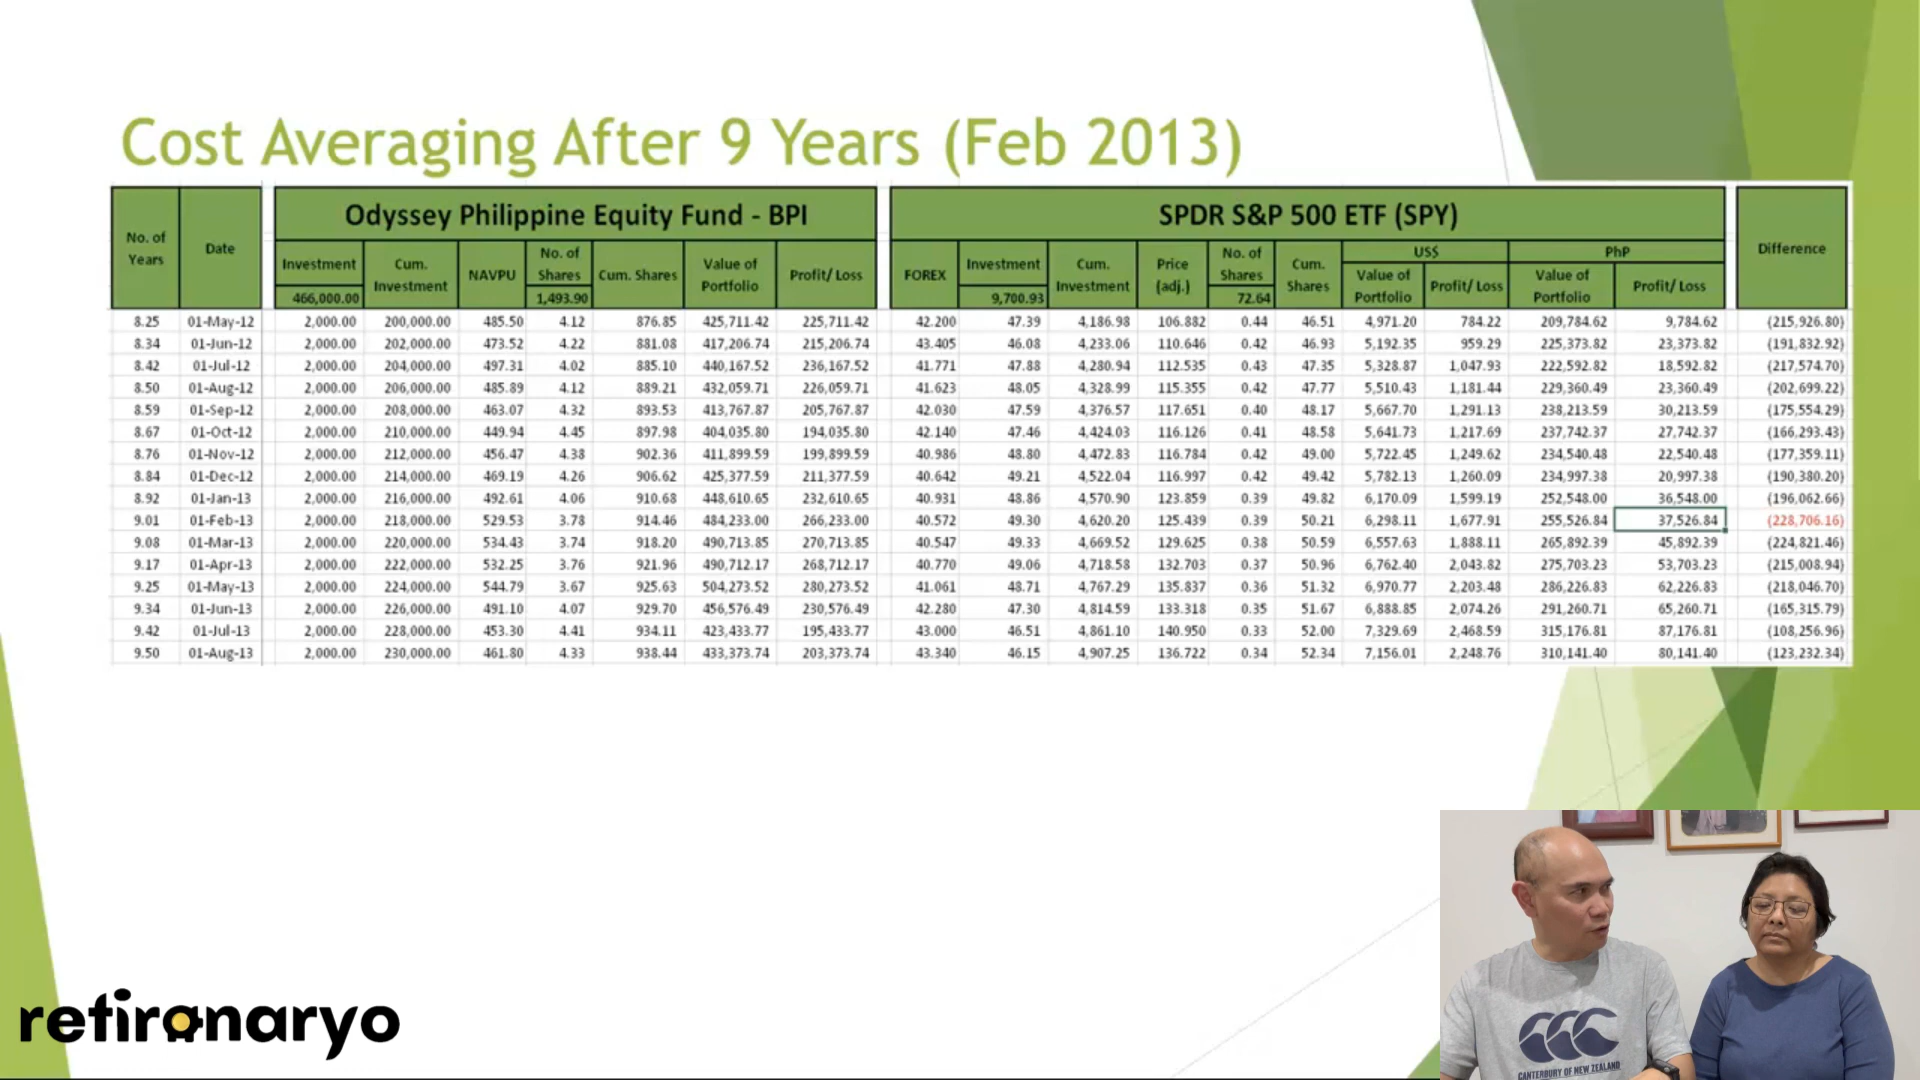 Cost Averaging After 9 Years (Feb 2013)
No. of Years Date Odyssey Philippine Equity Fund - BPI SPDR S&P 500 ETF (SPY) Difference
Investment Cum. Investment NAVPU No. of Shares Cum. Shares Value of Portfolio Profit/ Loss FOREX Investment Cum. Investment Price (adj.) No. of Shares Cum. Shares US$ PhP
Value of Portfolio Profit/ Loss Value of Portfolio Profit/ Loss
466,000.00 1,493.90 9,700.93 72.64
8.25 01-May-12 2,000.00 200,000.00 485.50 4.12 876.85 425,711.42 225,711.42 42.200 47.39 4,186.98 106.882 0.44 46.51 4,971.20 784.22 209,784.62 9,784.62 (215,926.80)
8.34 01-Jun-12 2,000.00 202,000.00 473.52 4.22 881.08 417,206.74 215,206.74 43.405 46.08 4,233.06 110.646 0.42 46.93 5,192.35 959.29 225,373.82 23,373.82 (191,832.92)
8.42 01-Jul-12 2,000.00 204,000.00 497.31 4.02 885.10 440,167.52 236,167.52 41.771 47.88 4,280.94 112.535 0.43 47.35 5,328.87 1,047.93 222,592.82 18,592.82 (217,574.70)
8.50 01-Aug-12 2,000.00 206,000.00 485.89 4.12 889.21 432,059.71 226,059.71 41.623 48.05 4,328.99 115.355 0.42 47.77 5,510.43 1,181.44 229,360.49 23,360.49 (202,699.22)
8.59 01-Sep-12 2,000.00 208,000.00 463.07 4.32 893.53 413,767.87 205,767.87 42.030 47.59 4,376.57 117.651 0.40 48.17 5,667.70 1,291.13 238,213.59 30,213.59 (175,554.29)
8.67 01-Oct-12 2,000.00 210,000.00 449.94 4.45 897.98 404,035.80 194,035.80 42.140 47.46 4,424.03 116.126 0.41 48.58 5,641.73 1,217.69 237,742.37 27,742.37 (166,293.43)
8.76 01-Nov-12 2,000.00 212,000.00 456.47 4.38 902.36 411,899.59 199,899.59 40.986 48.80 4,472.83 116.784 0.42 49.00 5,722.45 1,249.62 234,540.48 22,540.48 (177,359.11)
8.84 01-Dec-12 2,000.00 214,000.00 469.19 4.26 906.62 425,377.59 211,377.59 40.642 49.21 4,522.04 116.997 0.42 49.42 5,782.13 1,260.09 234,997.38 20,997.38 (190,380.20)
8.92 01-Jan-13 2,000.00 216,000.00 492.61 4.06 910.68 448,610.65 232,610.65 40.931 48.86 4,570.90 123.859 0.39 49.82 6,170.09 1,599.19 252,548.00 36,548.00 (196,062.66)
9.01 01-Feb-13 2,000.00 218,000.00 529.53 3.78 914.46 484,233.00 266,233.00 40.572 49.30 4,620.20 125.439 0.39 50.21 6,298.11 1,677.91 255,526.84 37,526.84 (228,706.16)
9.08 01-Mar-13 2,000.00 220,000.00 534.43 3.74 918.20 490,713.85 270,713.85 40.547 49.33 4,669.52 129.625 0.38 50.59 6,557.63 1,888.11 265,892.39 45,892.39 (224,821.46)
9.17 01-Apr-13 2,000.00 222,000.00 532.25 3.76 921.96 490,712.17 268,712.17 40.770 49.06 4,718.58 132.703 0.37 50.96 6,762.40 2,043.82 275,703.23 53,703.23 (215,008.94)
9.25 01-May-13 2,000.00 224,000.00 544.79 3.67 925.63 504,273.52 280,273.52 41.061 48.71 4,767.29 135.837 0.36 51.32 6,970.77 2,203.48 286,226.83 62,226.83 (218,046.70)
9.34 01-Jun-13 2,000.00 226,000.00 491.10 4.07 929.70 456,576.49 230,576.49 42.280 47.30 4,814.59 133.318 0.35 51.67 6,888.85 2,074.26 291,260.71 65,260.71 (165,315.79)
9.42 01-Jul-13 2,000.00 228,000.00 453.30 4.41 934.11 423,433.77 195,433.77 43.000 46.51 4,861.10 140.950 0.33 52.00 7,329.69 2,468.59 315,176.81 87,176.81 (108,256.96)
9.50 01-Aug-13 2,000.00 230,000.00 461.80 4.33 938.44 433,373.74 203,373.74 43.340 46.15 4,907.25 136.722 0.34 52.34 7,156.01 2,248.76 310,141.40 80,141.40 (123,232.34)
retiranaryo
CANTERBURY OF NEW ZEALAND